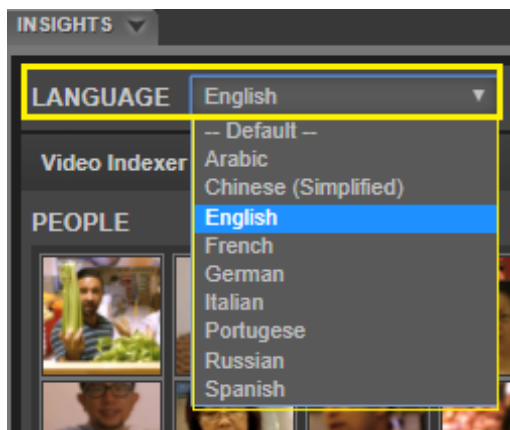 INSIGHTS
LANGUAGE English
-- Default --
Arabic
Video Indexer
Chinese (Simplified)
PEOPLE
English
French
German
Italian
Portugese
Russian
Spanish